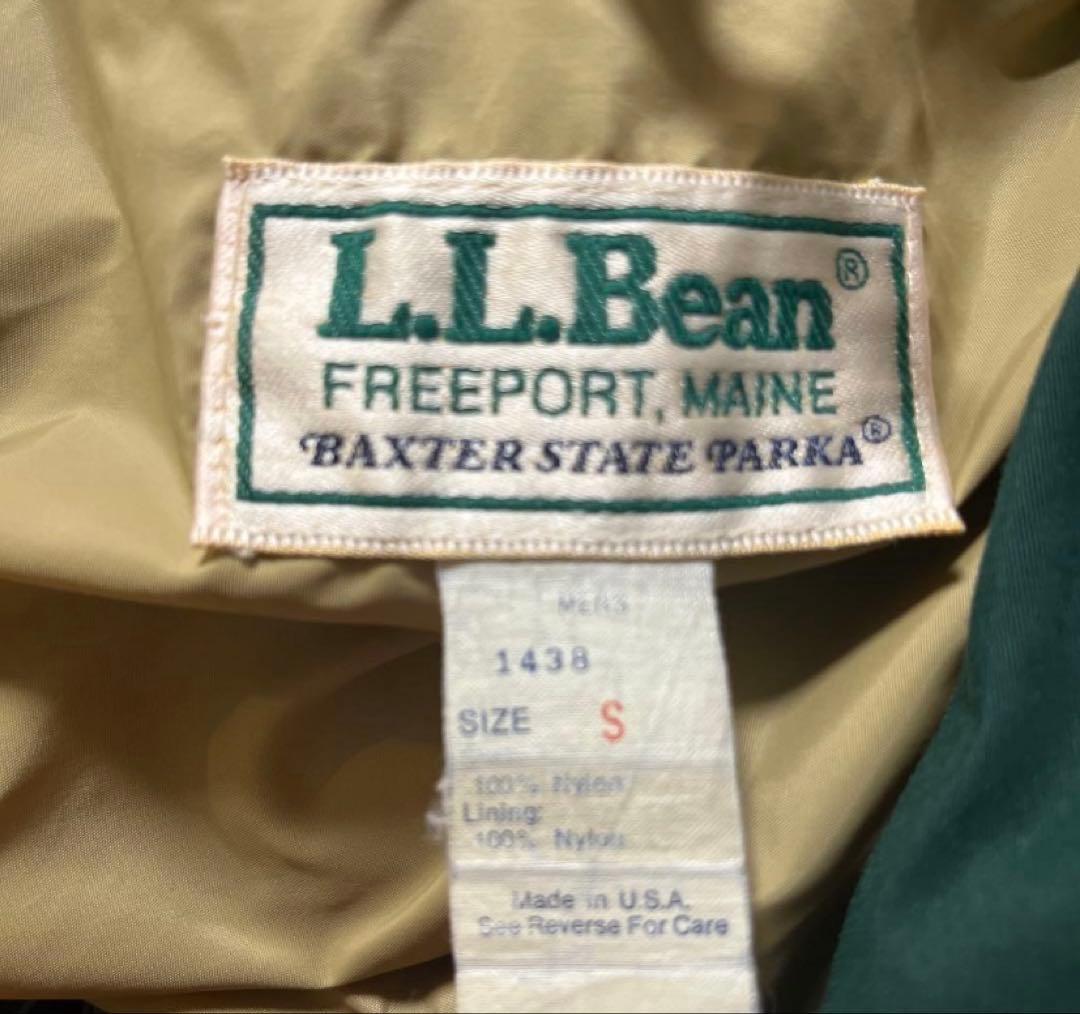 L.L.Bean®
FREEPORT, MAINE
BAXTER STATE PARKA®
MENS
1438
SIZE S
100% Nylon
Lining:
100% Nylon
Made in U.S.A.
See Reverse For Care